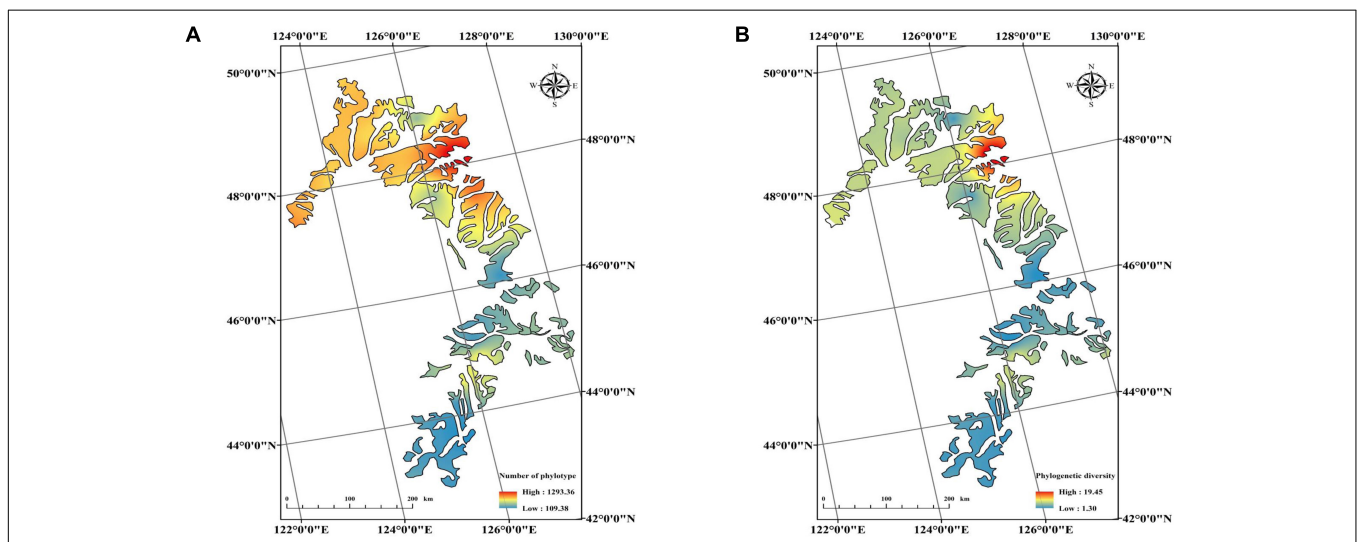 A
124°0'0"E 126°0'0"E 128°0'0"E 130°0'0"E
50°0'0"N
N
W E
S
48°0'0"N
48°0'0"N
46°0'0"N
46°0'0"N
44°0'0"N
44°0'0"N
Number of phylotype
High : 1293.36
Low : 109.38
0 100 200 km
42°0'0"N
122°0'0"E 124°0'0"E 126°0'0"E
B
124°0'0"E 126°0'0"E 128°0'0"E 130°0'0"E
50°0'0"N
N
W E
S
48°0'0"N
48°0'0"N
46°0'0"N
46°0'0"N
44°0'0"N
44°0'0"N
Phylogenetic diversity
High : 19.45
Low : 1.30
0 100 200 km
42°0'0"N
122°0'0"E 124°0'0"E 126°0'0"E